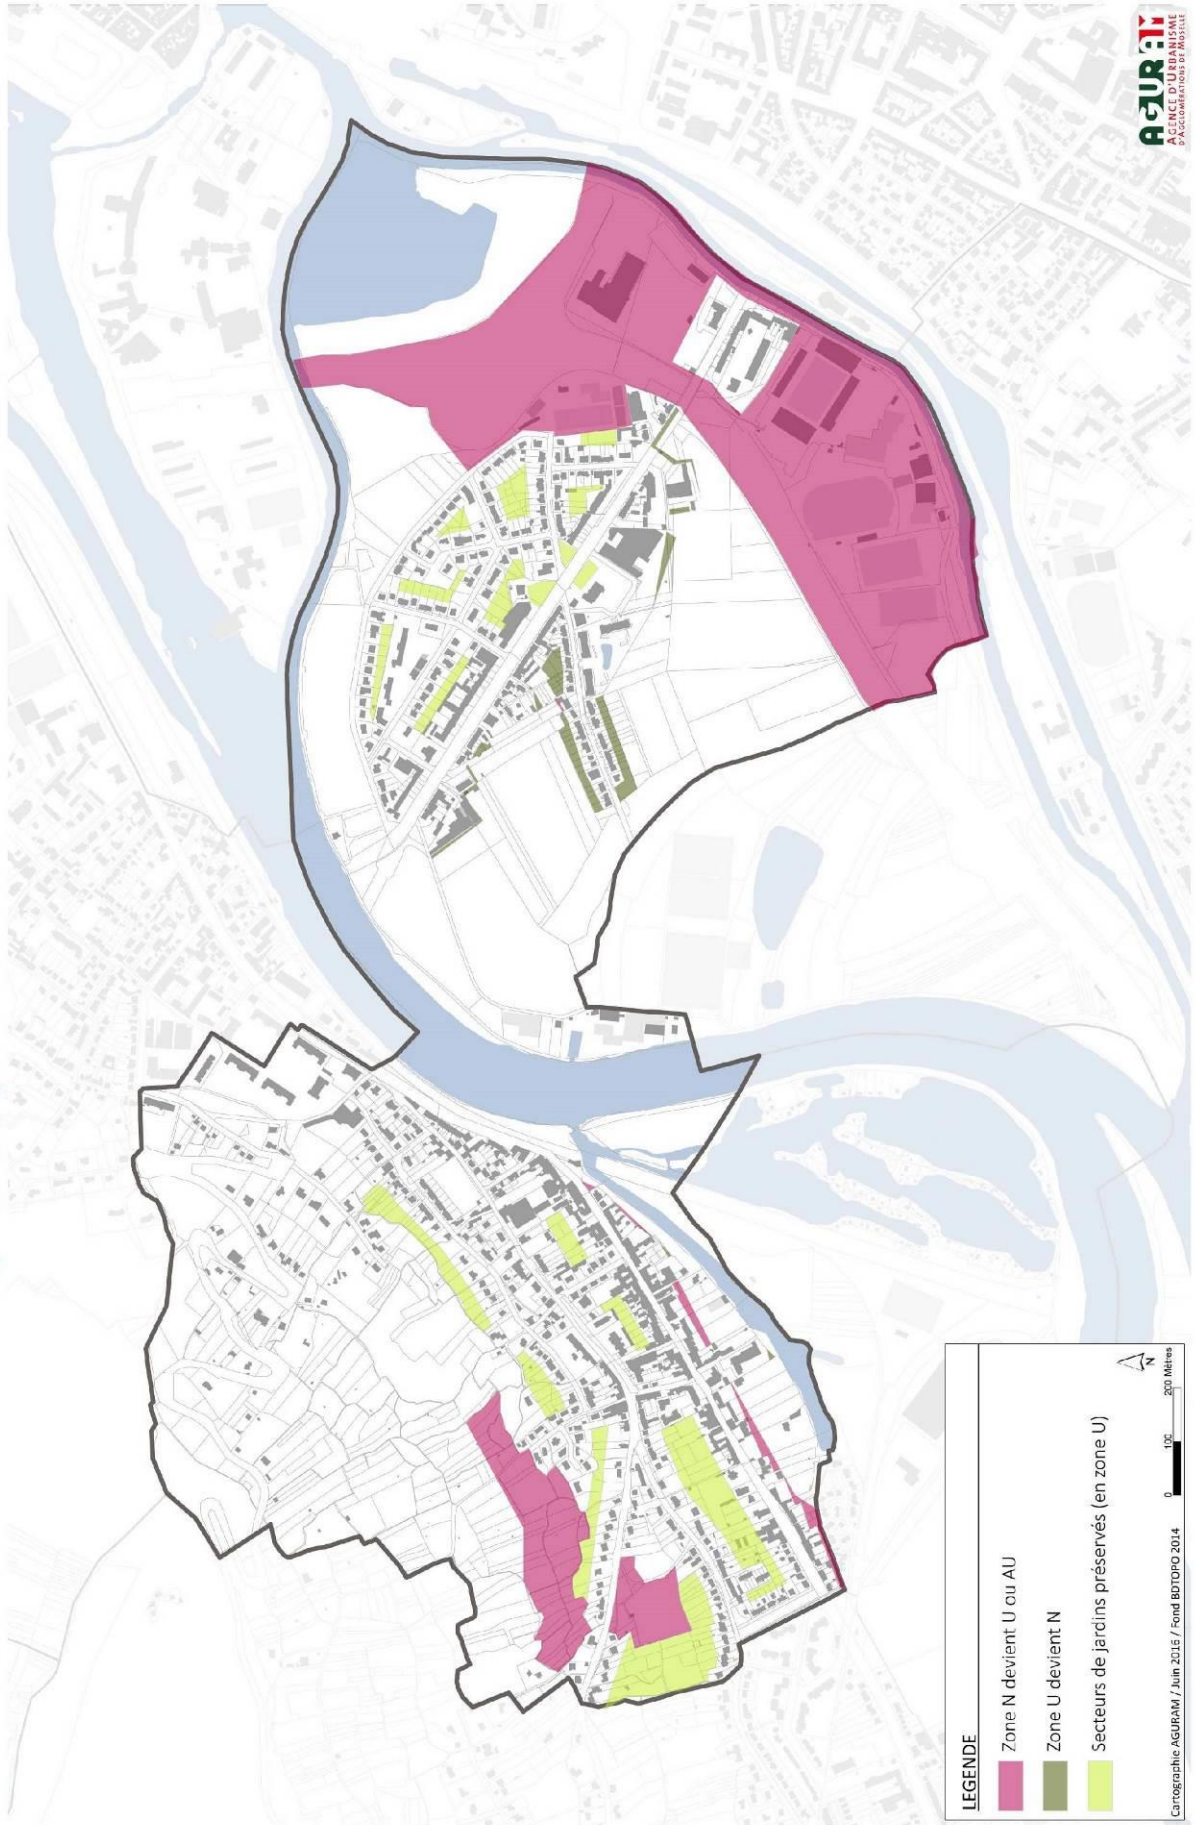 AGURAM
AGENCE D'URBANISME
D'AGGLOMÉRATIONS DE MOSELLE
LEGENDE
Zone N devient U ou AU
Zone U devient N
Secteurs de jardins préservés (en zone U)
N
0 100 200 Mètres
Cartographie AGURAM / Juin 2016 / Fond BDTOPO 2014